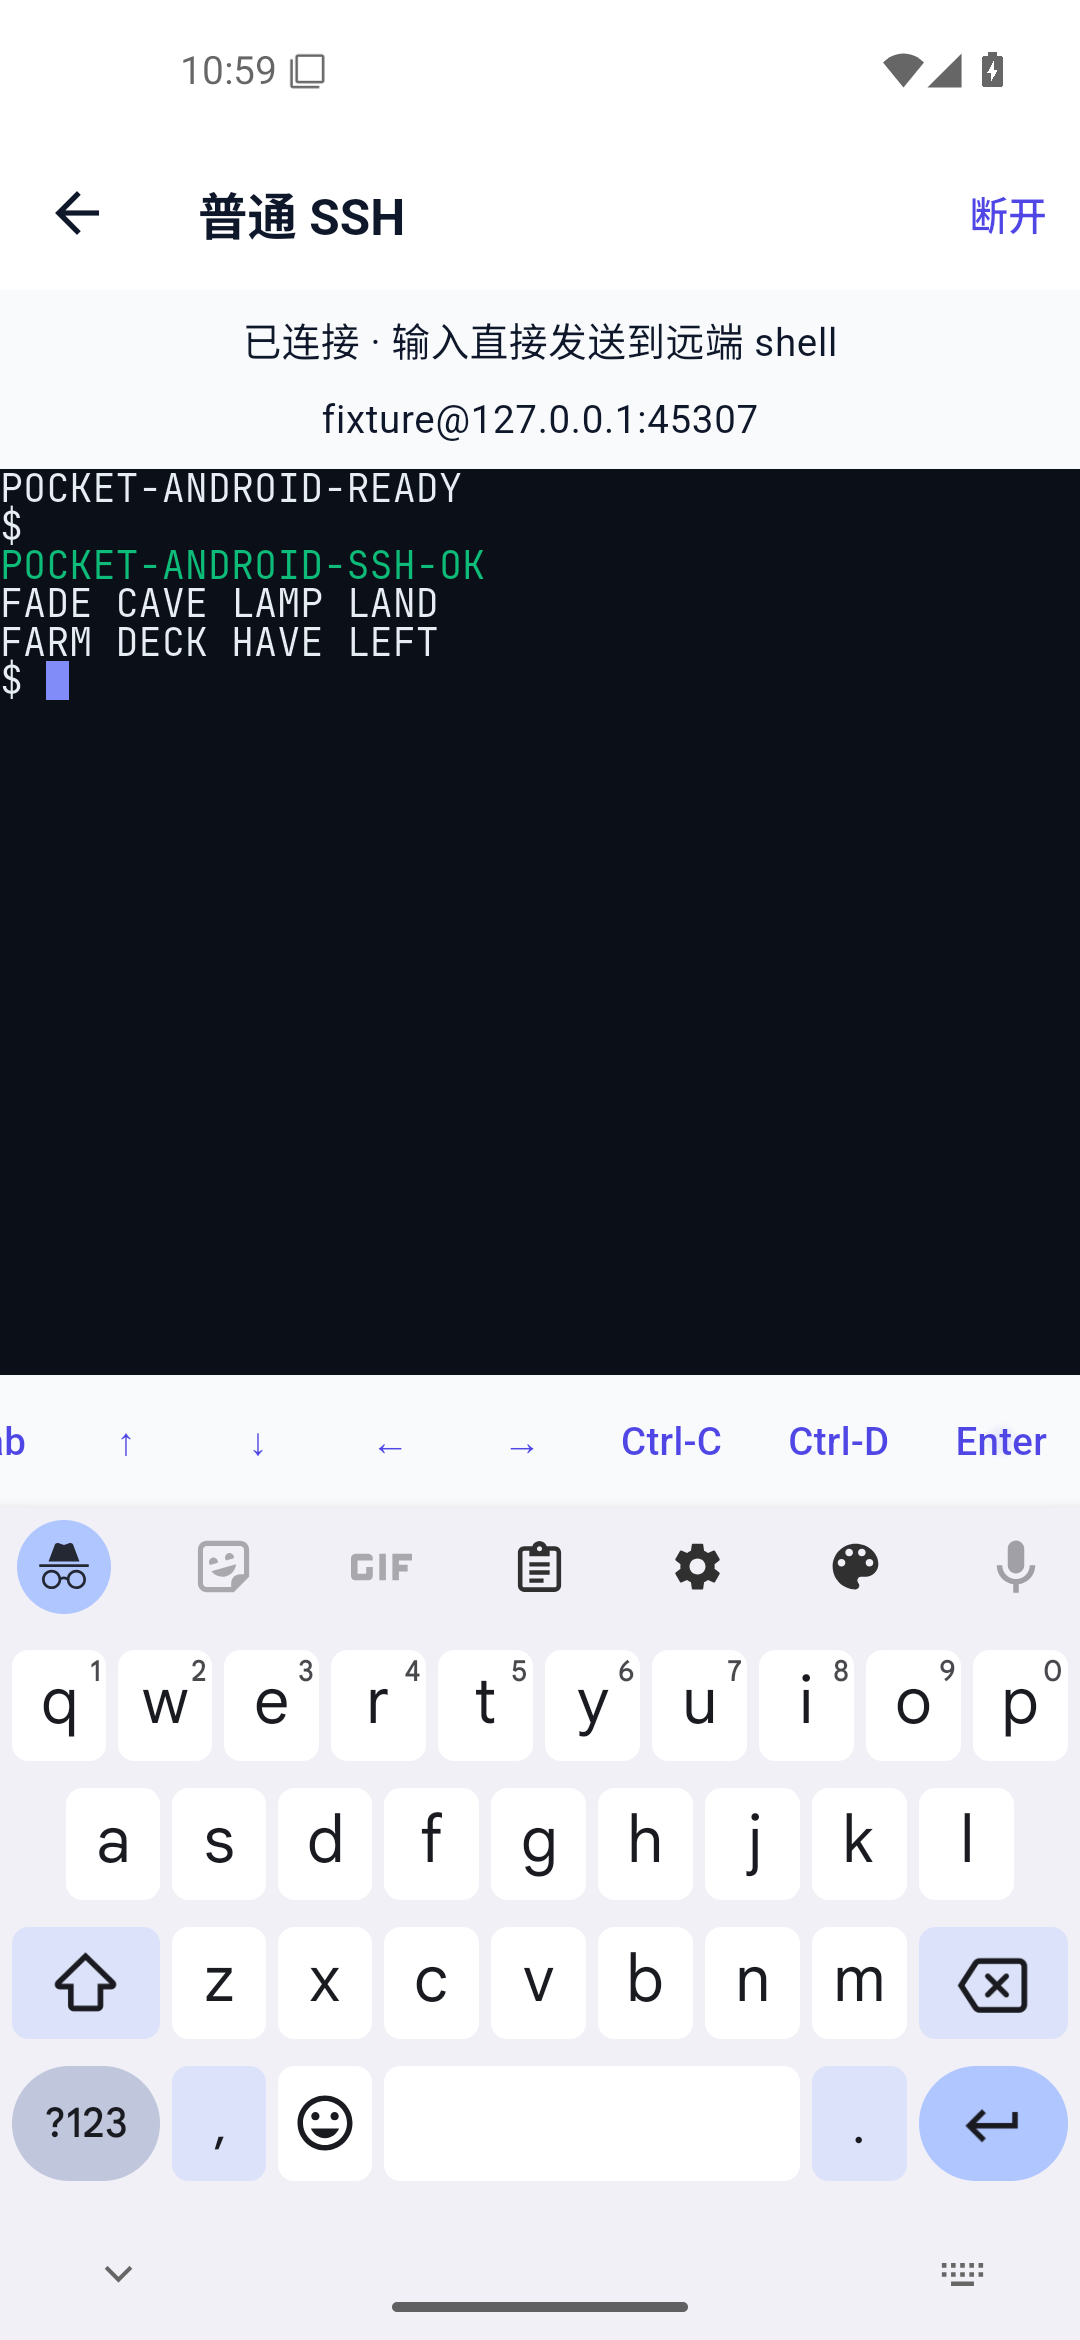 10:59
普通 SSH
断开
已连接 · 输入直接发送到远端 shell
fixture@127.0.0.1:45307
POCKET-ANDROID-READY
$
POCKET-ANDROID-SSH-OK
FADE CAVE LAMP LAND
FARM DECK HAVE LEFT
$
ab ↑ ↓ ← → Ctrl-C Ctrl-D Enter
GIF
q 1 w 2 e 3 r 4 t 5 y 6 u 7 i 8 o 9 p 0
a s d f g h j k l
z x c v b n m
?123 , .